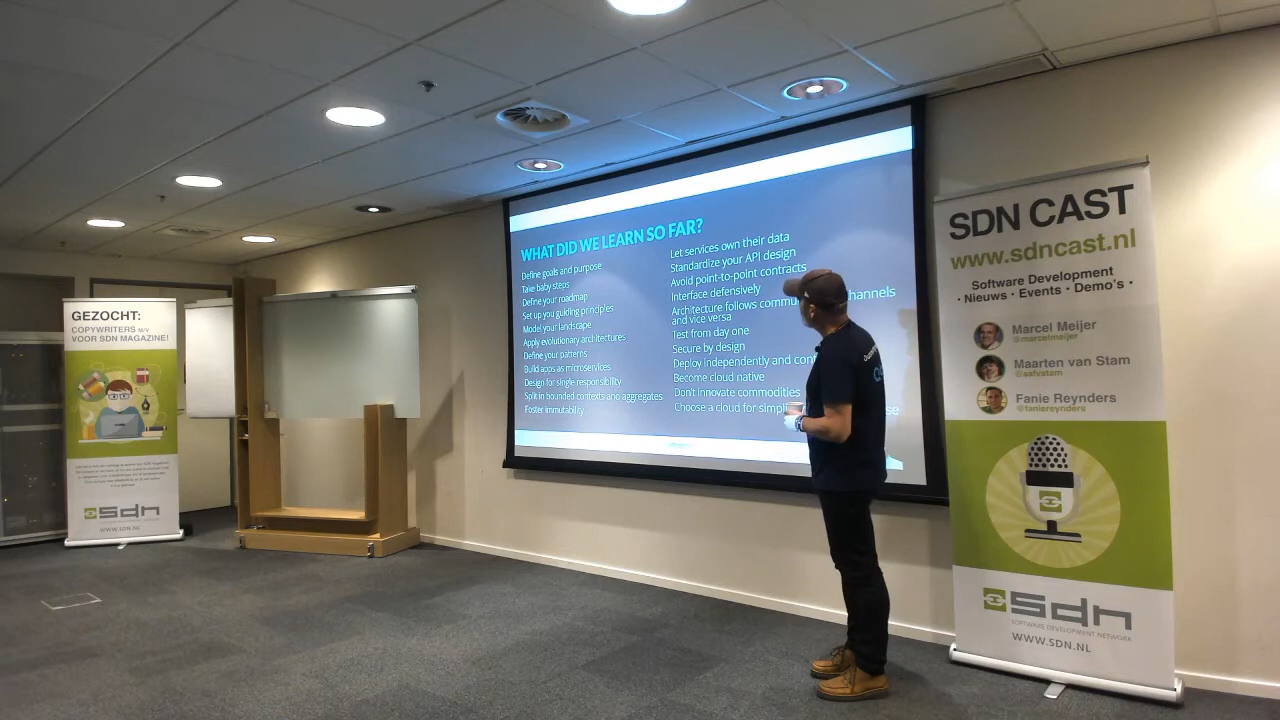 GEZOCHT:
COPYWRITERS M/V
VOOR SDN MAGAZINE!
sdn
WWW.SDN.NL
WHAT DID WE LEARN SO FAR?
Define goals and purpose
Take baby steps
Define your roadmap
Set up you guiding principles
Model your landscape
Apply evolutionary architectures
Define your patterns
Build apps as microservices
Design for single responsibility
Split in bounded contexts and aggregates
Foster immutability
Let services own their data
Standardize your API design
Avoid point-to-point contracts
Interface defensively
Architecture follows channels
and vice versa
Test from day one
Secure by design
Deploy independently and
Become cloud native
Don't innovate commodities
Choose a cloud for
SDN CAST
www.sdncast.nl
Software Development
• Nieuws • Events • Demo's •
Marcel Meijer
@marcelmeijer
Maarten van Stam
@aafvstam
Fanie Reynders
@faniereynders
sdn
SOFTWARE DEVELOPMENT NETWORK
WWW.SDN.NL